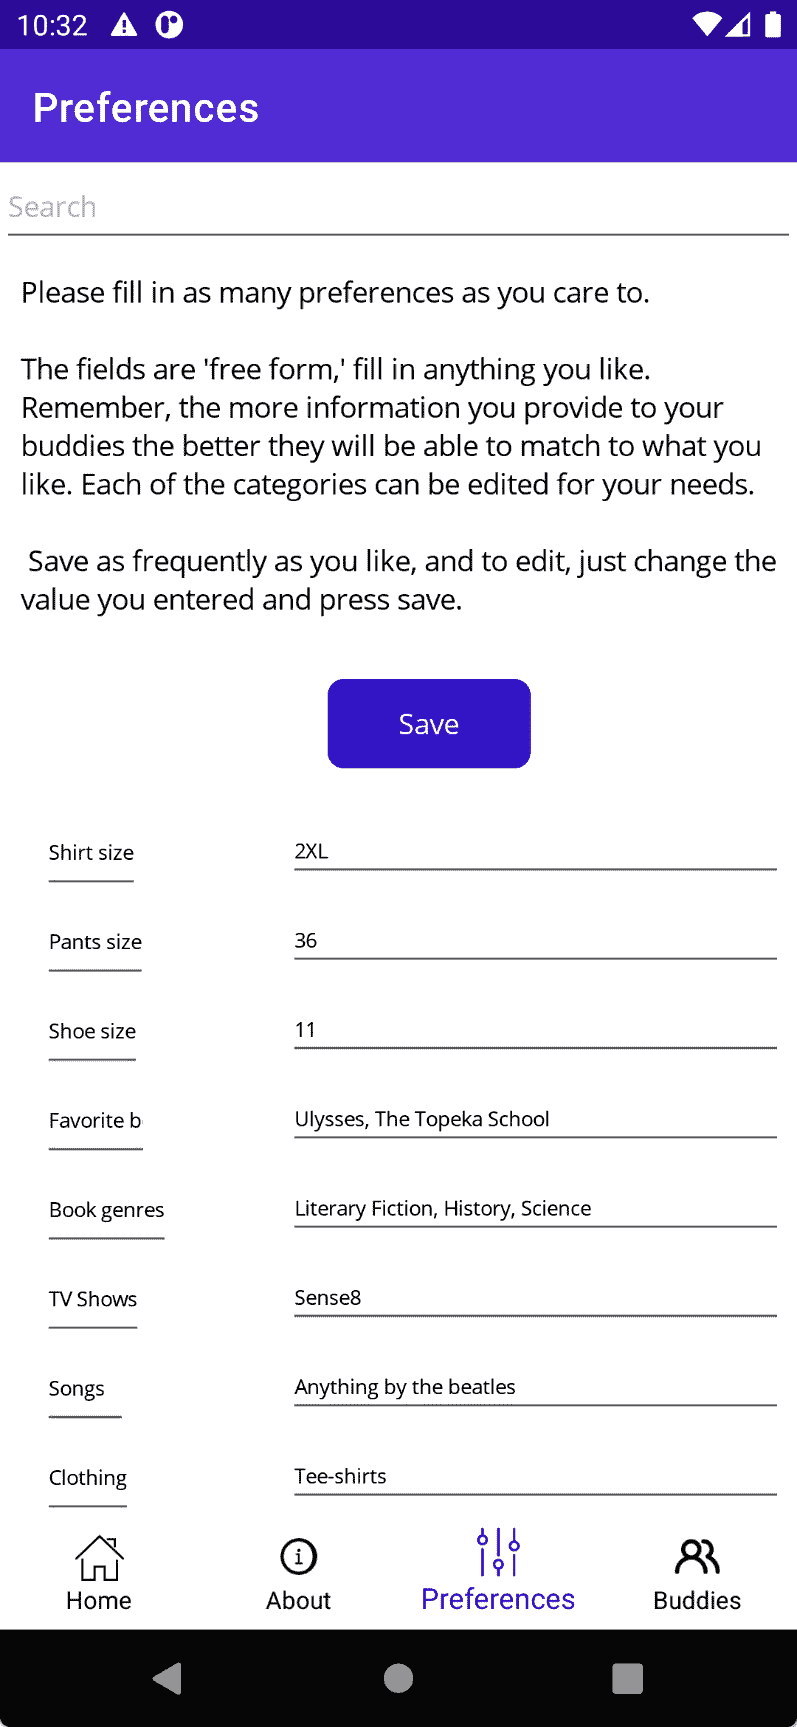 10:32
Preferences
Search
Please fill in as many preferences as you care to.
The fields are 'free form,' fill in anything you like.
Remember, the more information you provide to your
buddies the better they will be able to match to what you
like. Each of the categories can be edited for your needs.
Save as frequently as you like, and to edit, just change the
value you entered and press save.
Save
Shirt size 2XL
Pants size 36
Shoe size 11
Favorite b Ulysses, The Topeka School
Book genres Literary Fiction, History, Science
TV Shows Sense8
Songs Anything by the beatles
Clothing Tee-shirts
Home About Preferences Buddies